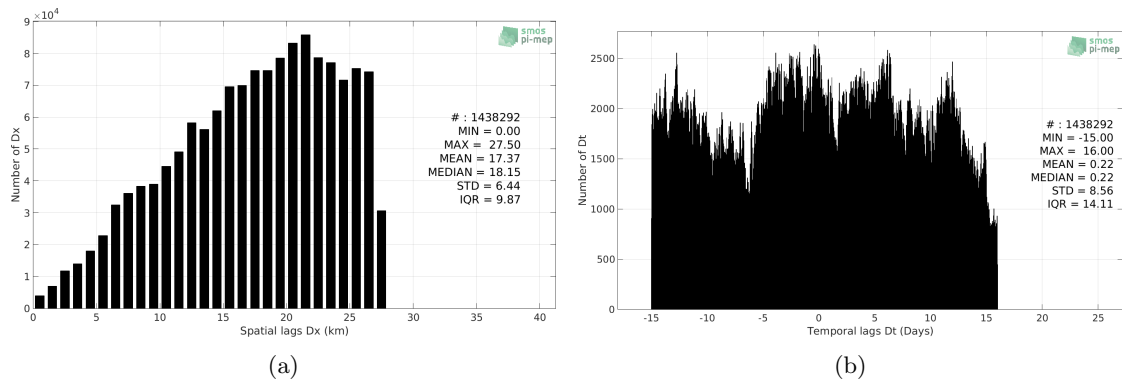 ×10⁴
9
8
7
6
5
4
3
2
1
0
Number of Dx
smos
pi-mep
# : 1438292
MIN = 0.00
MAX = 27.50
MEAN = 17.37
MEDIAN = 18.15
STD = 6.44
IQR = 9.87
0 5 10 15 20 25 30 35 40
Spatial lags Dx (km)
(a)
2500
2000
1500
1000
500
0
Number of Dt
smos
pi-mep
# : 1438292
MIN = -15.00
MAX = 16.00
MEAN = 0.22
MEDIAN = 0.22
STD = 8.56
IQR = 14.11
-15 -10 -5 0 5 10 15 20 25
Temporal lags Dt (Days)
(b)